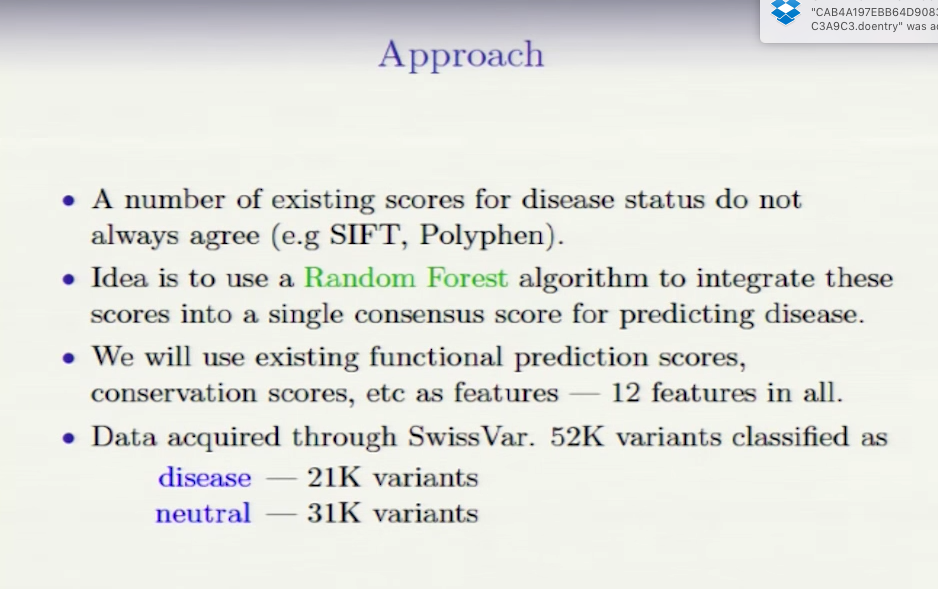 "CAB4A197EBB64D908
C3A9C3.doentry" was
Approach
• A number of existing scores for disease status do not
always agree (e.g SIFT, Polyphen).
• Idea is to use a Random Forest algorithm to integrate these
scores into a single consensus score for predicting disease.
• We will use existing functional prediction scores,
conservation scores, etc as features — 12 features in all.
• Data acquired through SwissVar. 52K variants classified as
disease — 21K variants
neutral — 31K variants